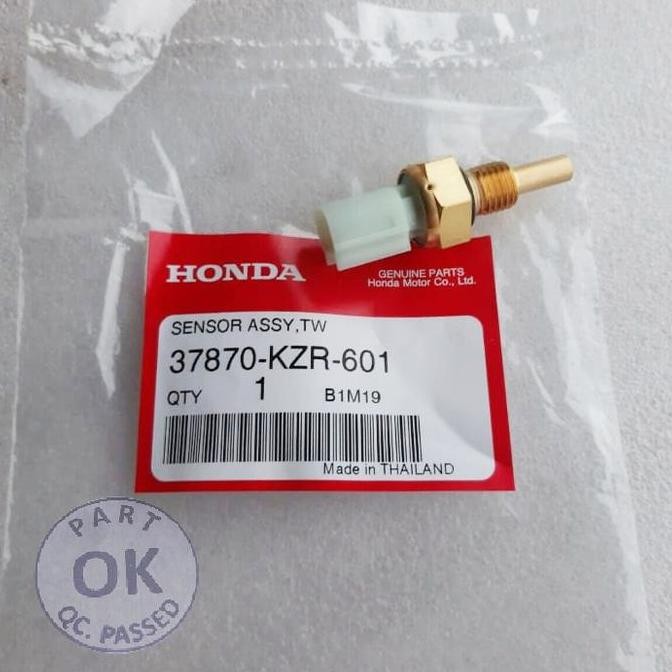 HONDA
GENUINE PARTS
Honda Motor Co., Ltd.
SENSOR ASSY,TW
37870-KZR-601
QTY 1 B1M19
Made in THAILAND
PART
OK
QC. PASSED